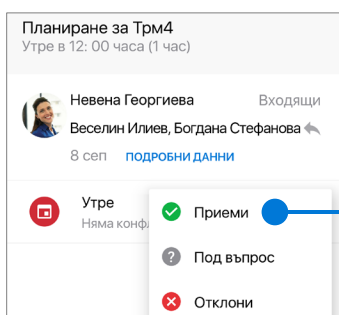 Планиране за Трм4
Утре в 12: 00 часа (1 час)
Невена Георгиева Входящи
Веселин Илиев, Богдана Стефанова
8 сеп ПОДРОБНИ ДАННИ
Утре
Няма
Приеми
Под въпрос
Отклони